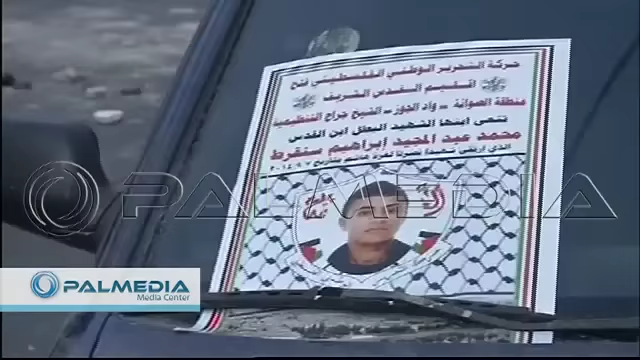 حركة التحرير الوطني الفلسطيني فتح
اقليم القدس الشريف
منطقة الصوانة - واد الجوز - الشيخ جراح التنظيمية
تنعى ابنها الشهيد البطل ابن القدس
محمد عبد المجيد إبراهيم سنقرط
PALMEDIA
PALMEDIA
Media Center